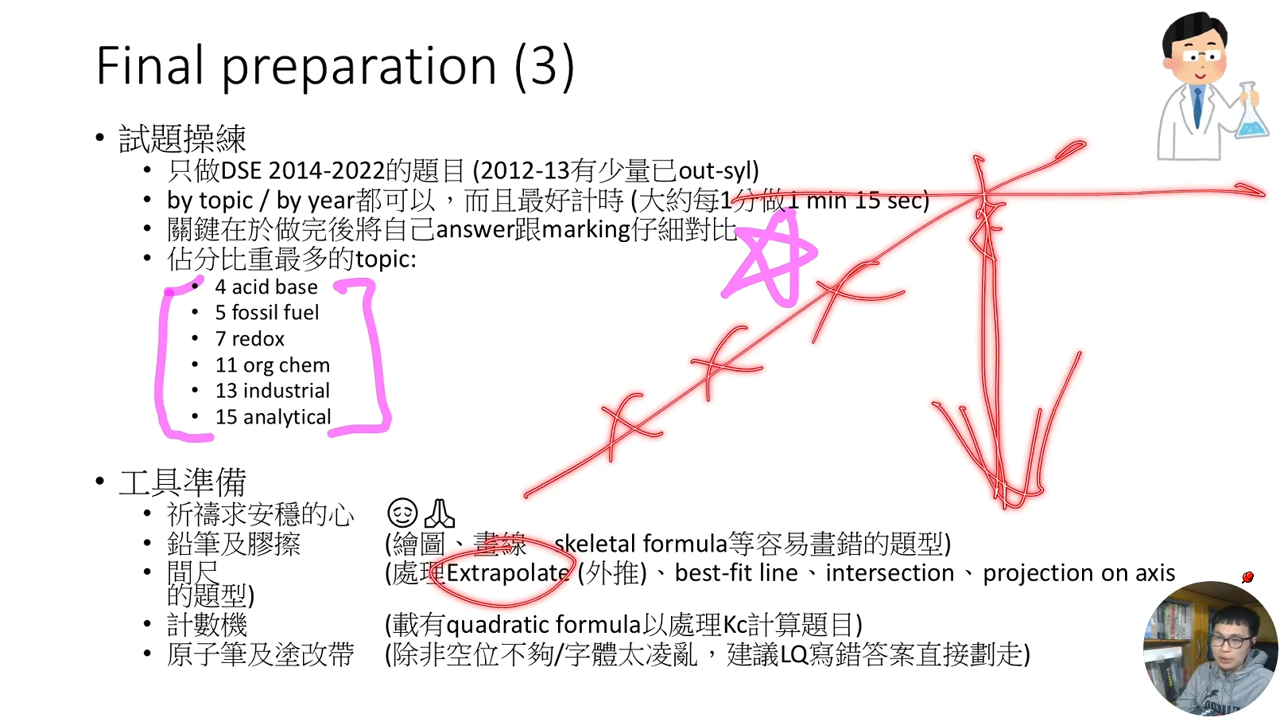 Final preparation (3)
• 試題操練
• 只做DSE 2014-2022的題目 (2012-13有少量已out-syl)
• by topic / by year都可以，而且最好計時 (大約每1分做1 min 15 sec)
• 關鍵在於做完後將自己answer跟marking仔細對比
• 佔分比重最多的topic:
• 4 acid base
• 5 fossil fuel
• 7 redox
• 11 org chem
• 13 industrial
• 15 analytical
• 工具準備
• 祈禱求安穩的心 😌🙏
• 鉛筆及膠擦 (繪圖、畫線、skeletal formula等容易畫錯的題型)
• 間尺 (處理Extrapolate (外推)、best-fit line、intersection、projection on axis
的題型)
• 計數機 (載有quadratic formula以處理Kc計算題目)
• 原子筆及塗改帶 (除非空位不夠/字體太凌亂，建議LQ寫錯答案直接劃走)